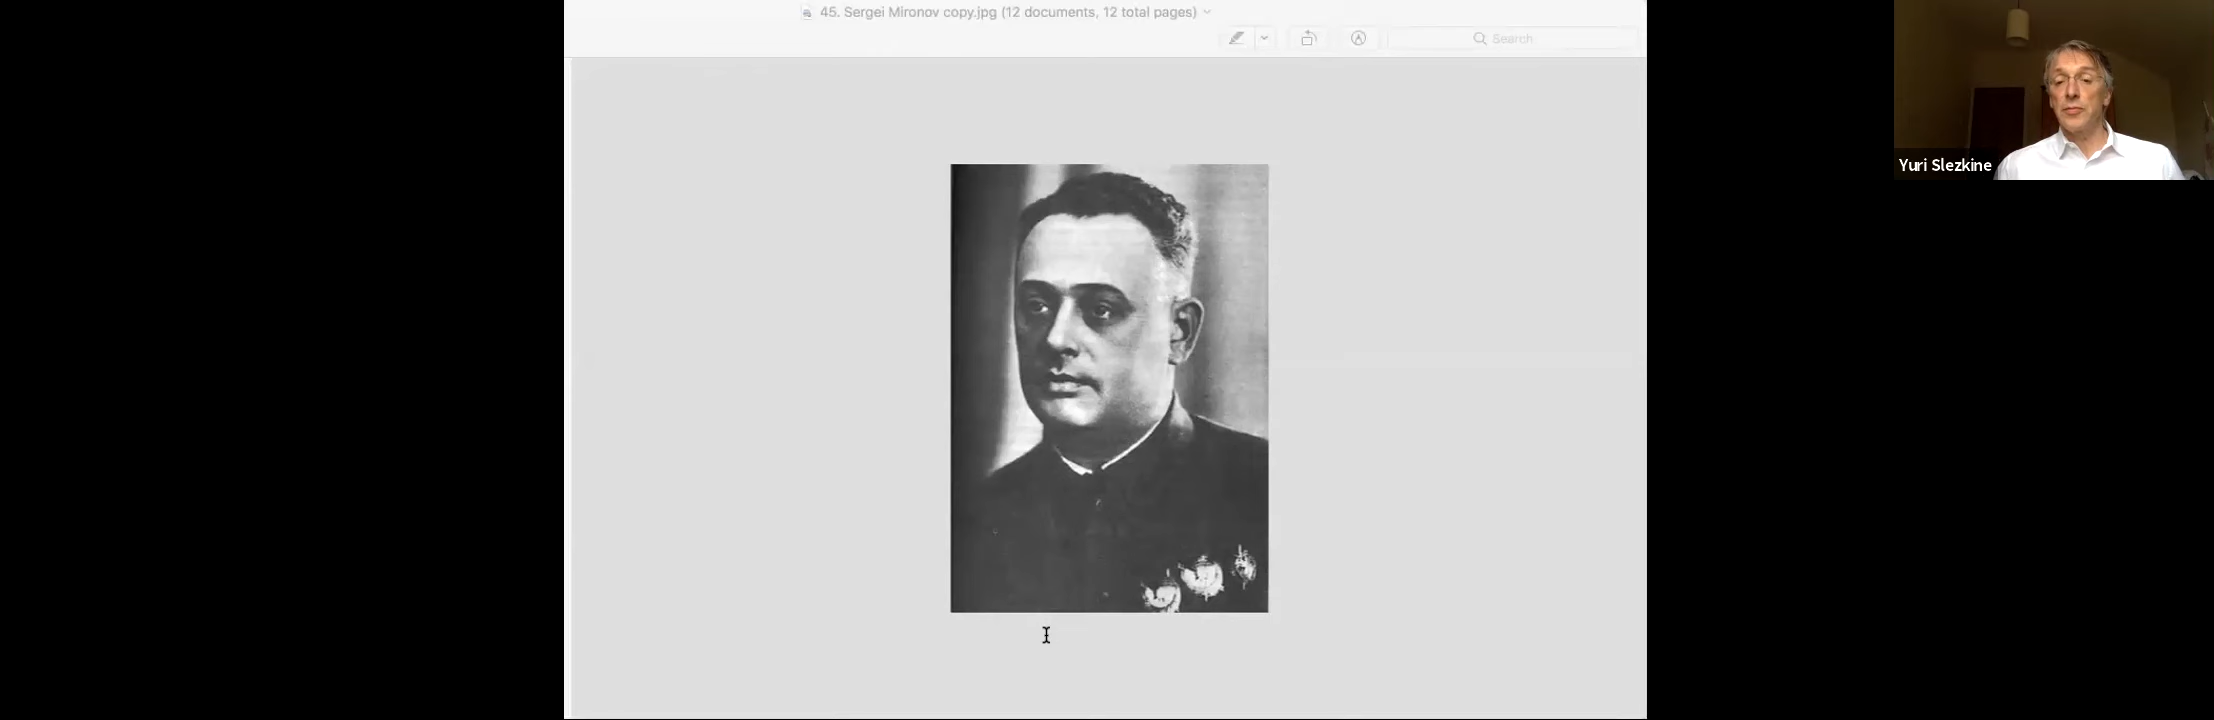 45. Sergei Mironov copy.jpg (12 documents, 12 total pages)
Search
Yuri Slezkine